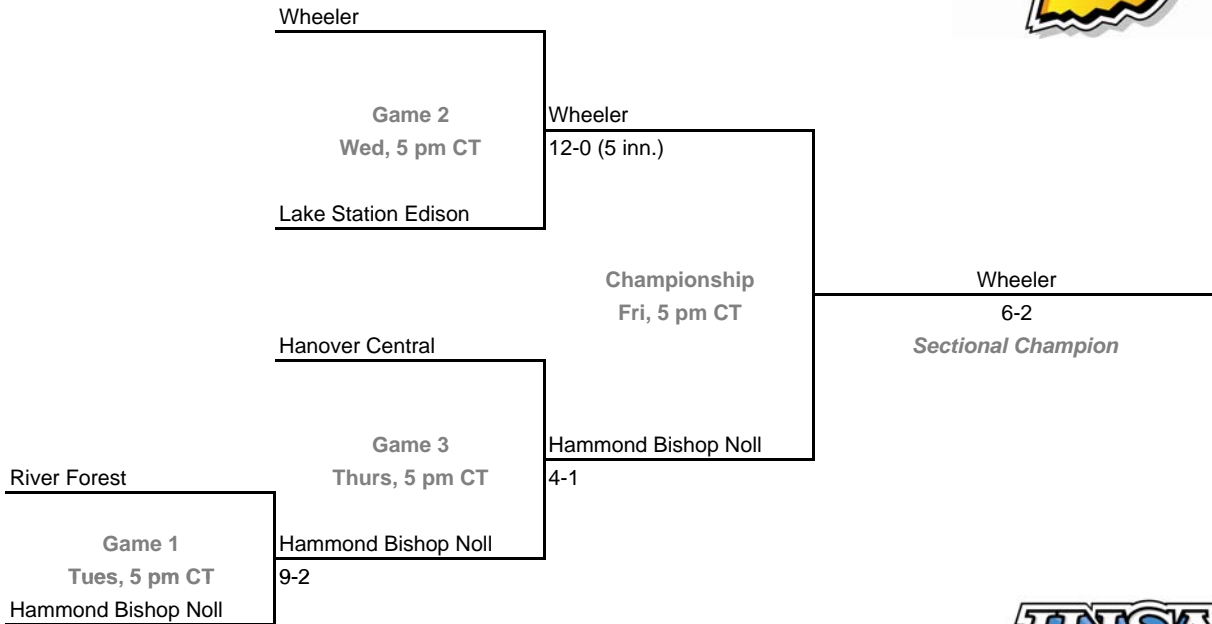 Wheeler
Game 2
Wed, 5 pm CT
Wheeler
12-0 (5 inn.)
Lake Station Edison
Championship
Fri, 5 pm CT
Wheeler
6-2
Sectional Champion
Hanover Central
Game 3
Thurs, 5 pm CT
Hammond Bishop Noll
4-1
River Forest
Game 1
Tues, 5 pm CT
Hammond Bishop Noll
9-2
Hammond Bishop Noll